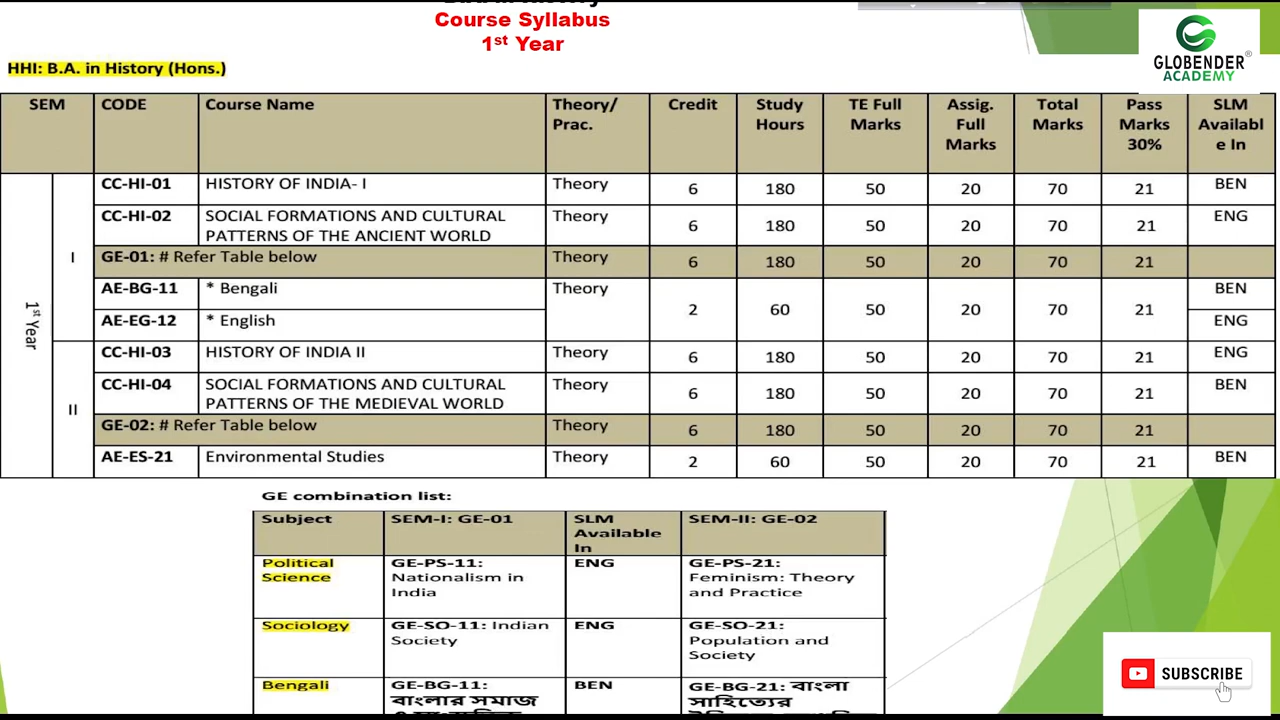 Course Syllabus
1st Year
GLOBENDER®
ACADEMY
HHI: B.A. in History (Hons.)
SEM CODE Course Name Theory/ Prac. Credit Study Hours TE Full Marks Assig. Full Marks Total Marks Pass Marks 30% SLM Availabl e In
1st Year
I
CC-HI-01 HISTORY OF INDIA- I Theory 6 180 50 20 70 21 BEN
CC-HI-02 SOCIAL FORMATIONS AND CULTURAL PATTERNS OF THE ANCIENT WORLD Theory 6 180 50 20 70 21 ENG
GE-01: # Refer Table below Theory 6 180 50 20 70 21
AE-BG-11 * Bengali Theory 2 60 50 20 70 21 BEN
AE-EG-12 * English ENG
II
CC-HI-03 HISTORY OF INDIA II Theory 6 180 50 20 70 21 ENG
CC-HI-04 SOCIAL FORMATIONS AND CULTURAL PATTERNS OF THE MEDIEVAL WORLD Theory 6 180 50 20 70 21 BEN
GE-02: # Refer Table below Theory 6 180 50 20 70 21
AE-ES-21 Environmental Studies Theory 2 60 50 20 70 21 BEN
GE combination list:
Subject SEM-I: GE-01 SLM Available In SEM-II: GE-02
Political Science GE-PS-11: Nationalism in India ENG GE-PS-21: Feminism: Theory and Practice
Sociology GE-SO-11: Indian Society ENG GE-SO-21: Population and Society
Bengali GE-BG-11: বাংলার সমাজ BEN GE-BG-21: বাংলা সাহিত্যের
SUBSCRIBE